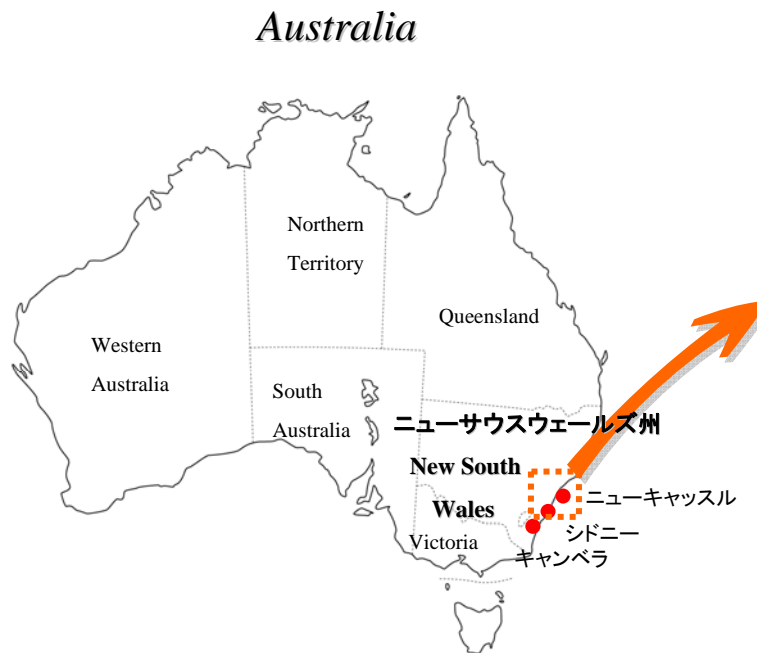 Australia
Northern
Territory
Queensland
Western
Australia
South
Australia
ニューサウスウェールズ州
New South
Wales
ニューキャッスル
シドニー
Victoria
キャンベラ